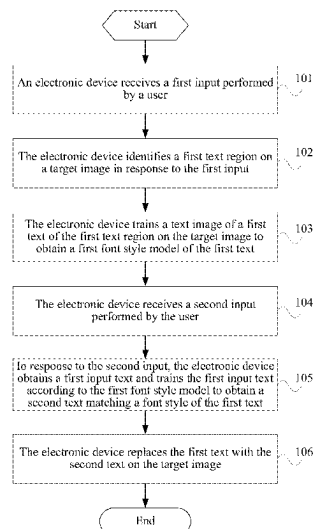 Start
An electronic device receives a first input performed
by a user
101
The electronic device identifies a first text region on
a target image in response to the first input
102
The electronic device trains a text image of a first
text of the first text region on the target image to
obtain a first font style model of the first text
103
The electronic device receives a second input
performed by the user
104
In response to the second input, the electronic device
obtains a first input text and trains the first input text
according to the first font style model to obtain a
second text matching a font style of the first text
105
The electronic device replaces the first text with the
second text on the target image
106
End